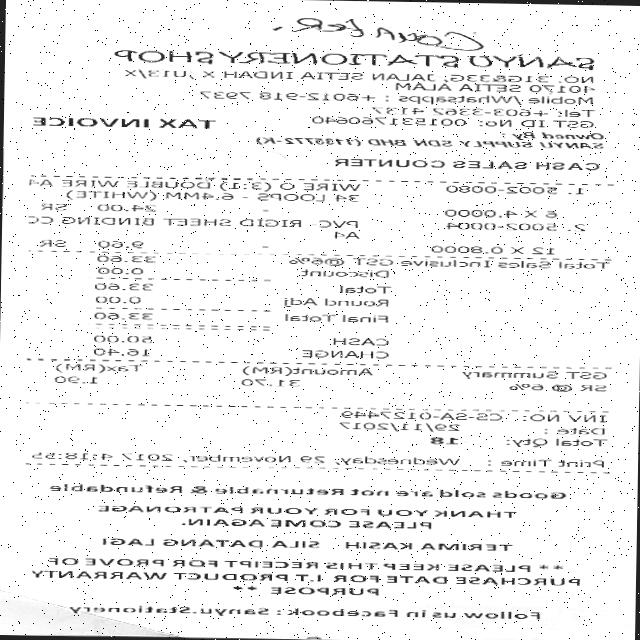 COUNTER.
SANYU STATIONERY SHOP
NO. 31G&33G, JALAN SETIA INDAH X ,U13/X
40170 SETIA ALAM
Mobile /Whatsapps : +6012-918 7937
Tel: +603-3362 4137
GST ID No: 001531760640
TAX INVOICE
Owned By :
SANYU SUPPLY SDN BHD (1135772-K)
CASH SALES COUNTER
1. 5002-0080 WIRE O (3:1) DOUBLE WIRE A4
34 LOOPS - 6.4MM (WHITE)
6 X 4.0000 - 24.00 SR
2. 5002-0004 PVC RIGID SHEET BINDING CC
A4
12 X 0.8000 - 9.60 SR
Total Sales Inclusive GST @6% 33.60
Discount 0.00
Total 33.60
Round Adj 0.00
Final Total 33.60
CASH 50.00
CHANGE 16.40
GST Summary Amount(RM) Tax(RM)
SR @ 6% 31.70 1.90
INV NO: CS-SA-0127449
Date : 29/11/2017
Total Qty: 18
Print Time : Wednesday, 29 November, 2017 4:18:55
Goods sold are not Returnable & Refundable
THANK YOU FOR YOUR PATRONAGE
PLEASE COME AGAIN.
TERIMA KASIH SILA DATANG LAGI
** PLEASE KEEP THIS RECEIPT FOR PROVE OF
PURCHASE DATE FOR I.T PRODUCT WARRANTY
PURPOSE **
Follow us in Facebook : Sanyu.Stationery